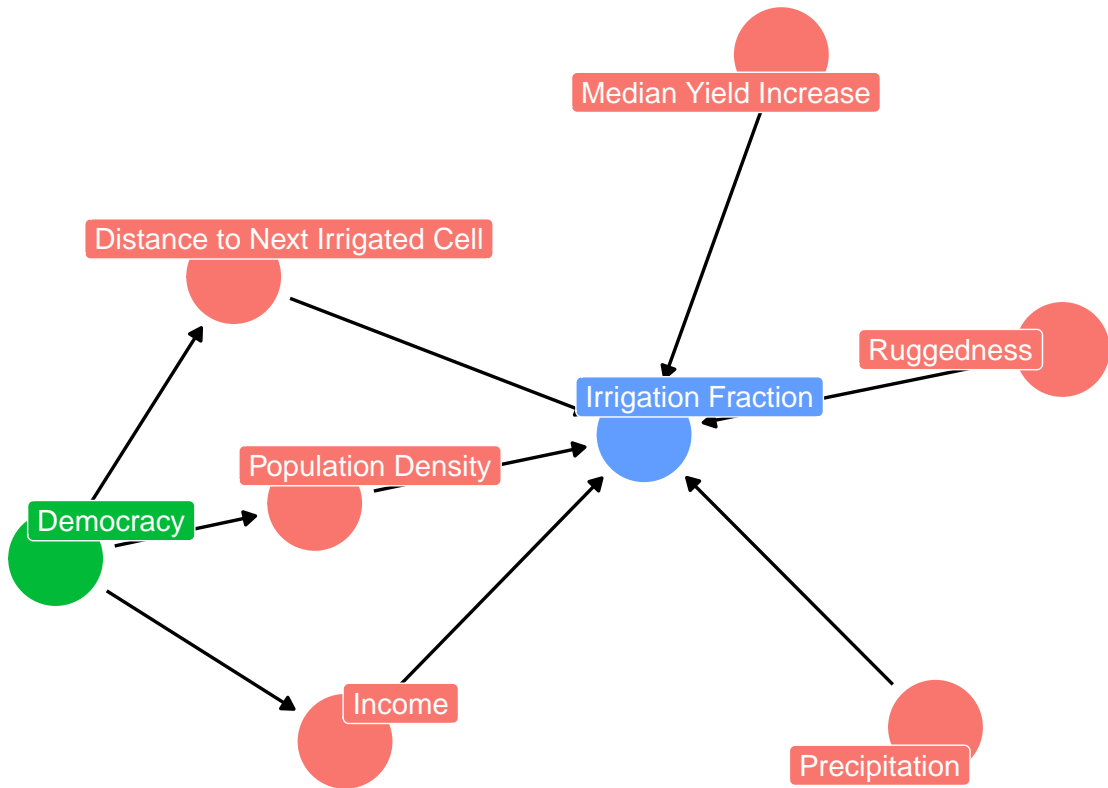 Median Yield Increase
Distance to Next Irrigated Cell
Ruggedness
Irrigation Fraction
Population Density
Democracy
Income
Precipitation